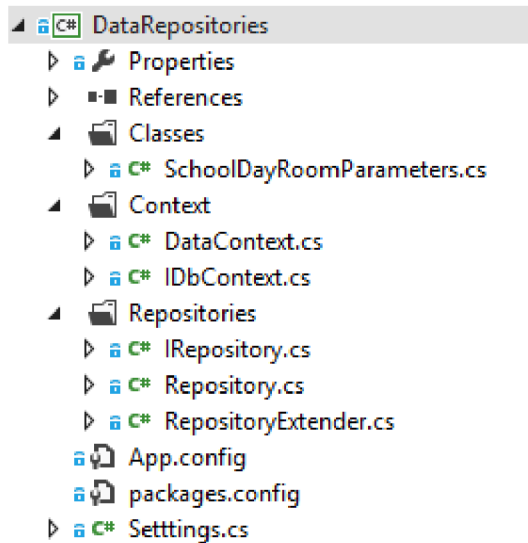 C# DataRepositories
Properties
References
Classes
C# SchoolDayRoomParameters.cs
Context
C# DataContext.cs
C# IDbContext.cs
Repositories
C# IRepository.cs
C# Repository.cs
C# RepositoryExtender.cs
App.config
packages.config
C# Setttings.cs